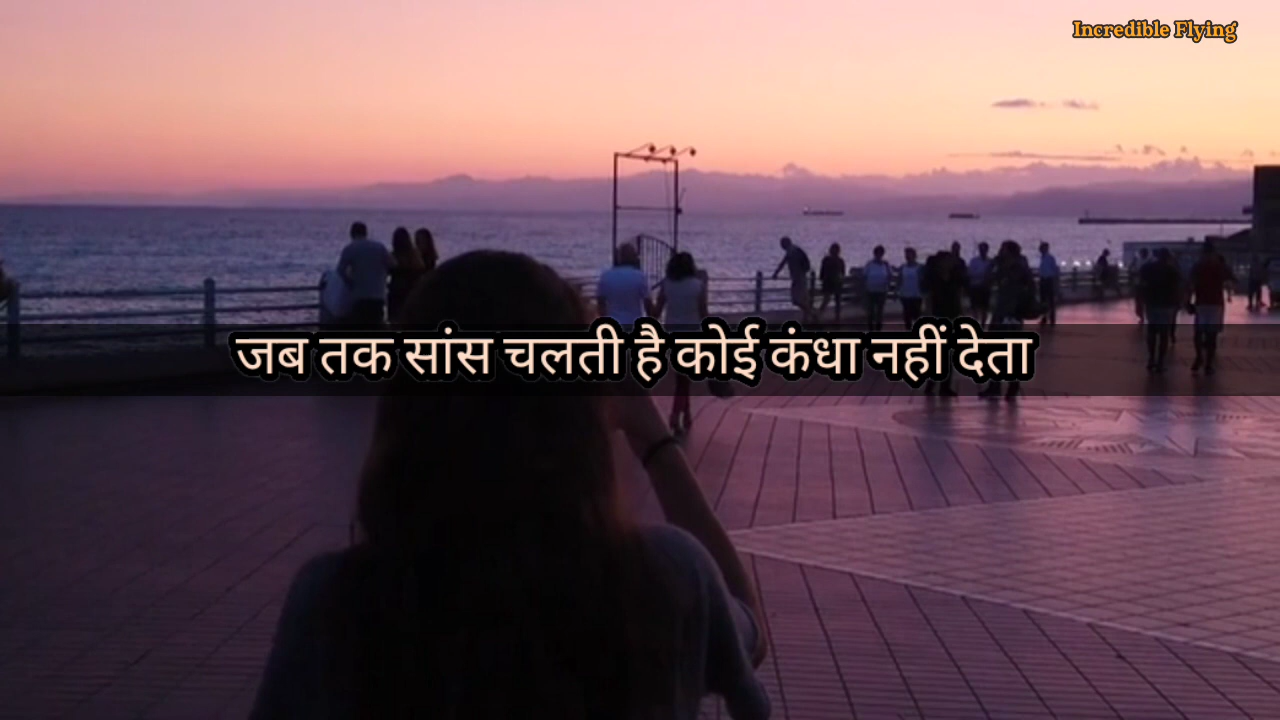 Incredible Flying
जब तक सांस चलती है कोई कंधा नहीं देता